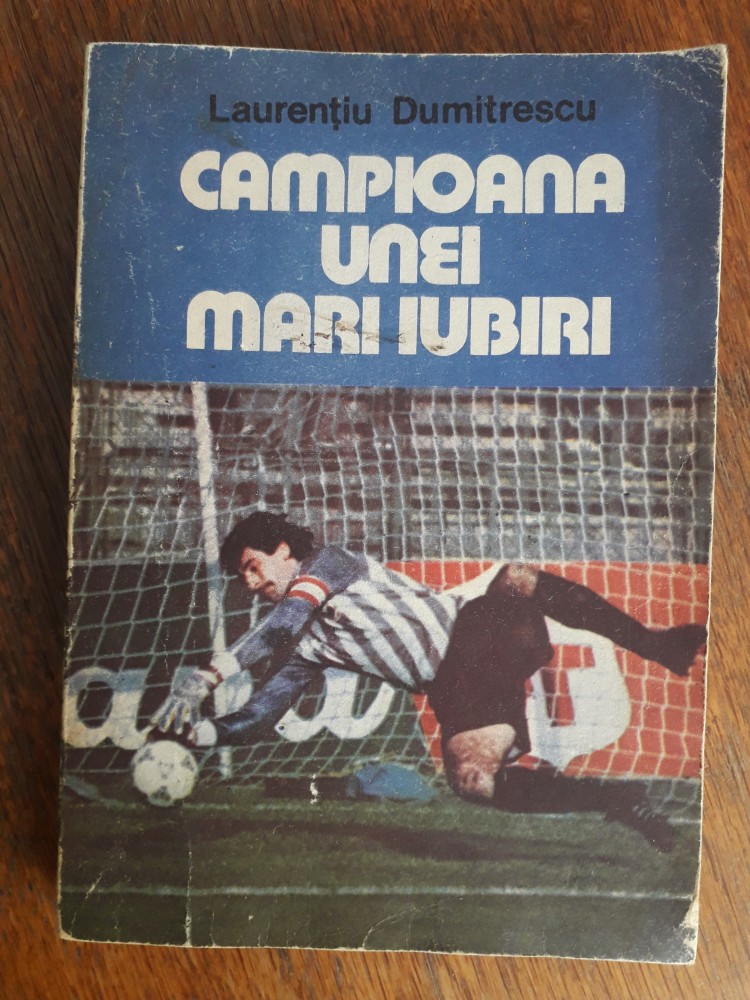 Laurențiu Dumitrescu
CAMPIOANA
UNEI
MARI IUBIRI